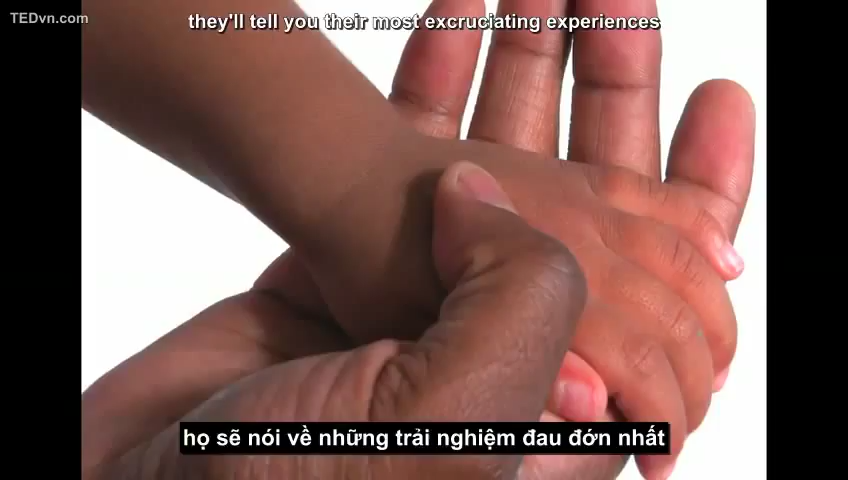 TEDvn.com
they'll tell you their most excruciating experiences
họ sẽ nói về những trải nghiệm đau đớn nhất